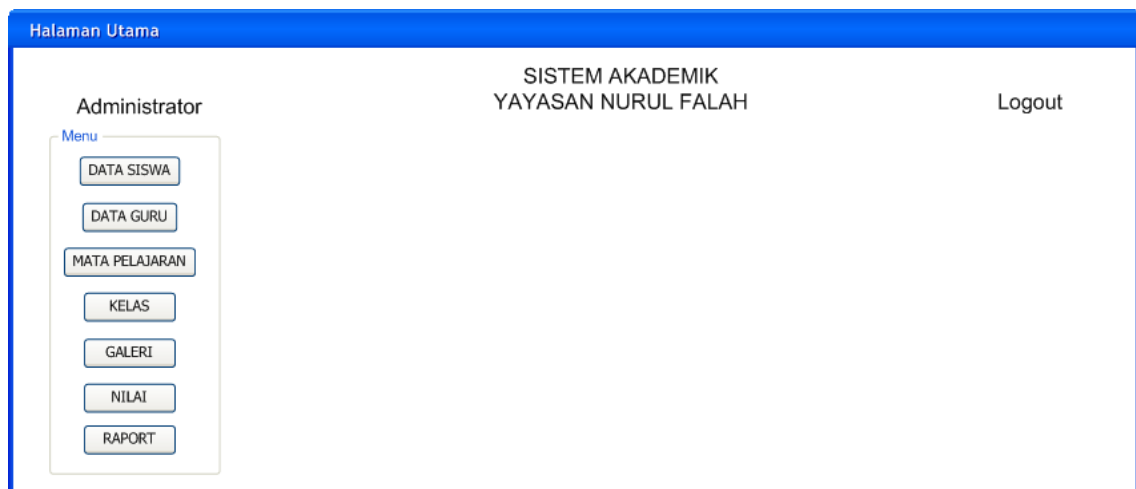 Halaman Utama
SISTEM AKADEMIK
YAYASAN NURUL FALAH
Administrator
Logout
Menu
DATA SISWA
DATA GURU
MATA PELAJARAN
KELAS
GALERI
NILAI
RAPORT